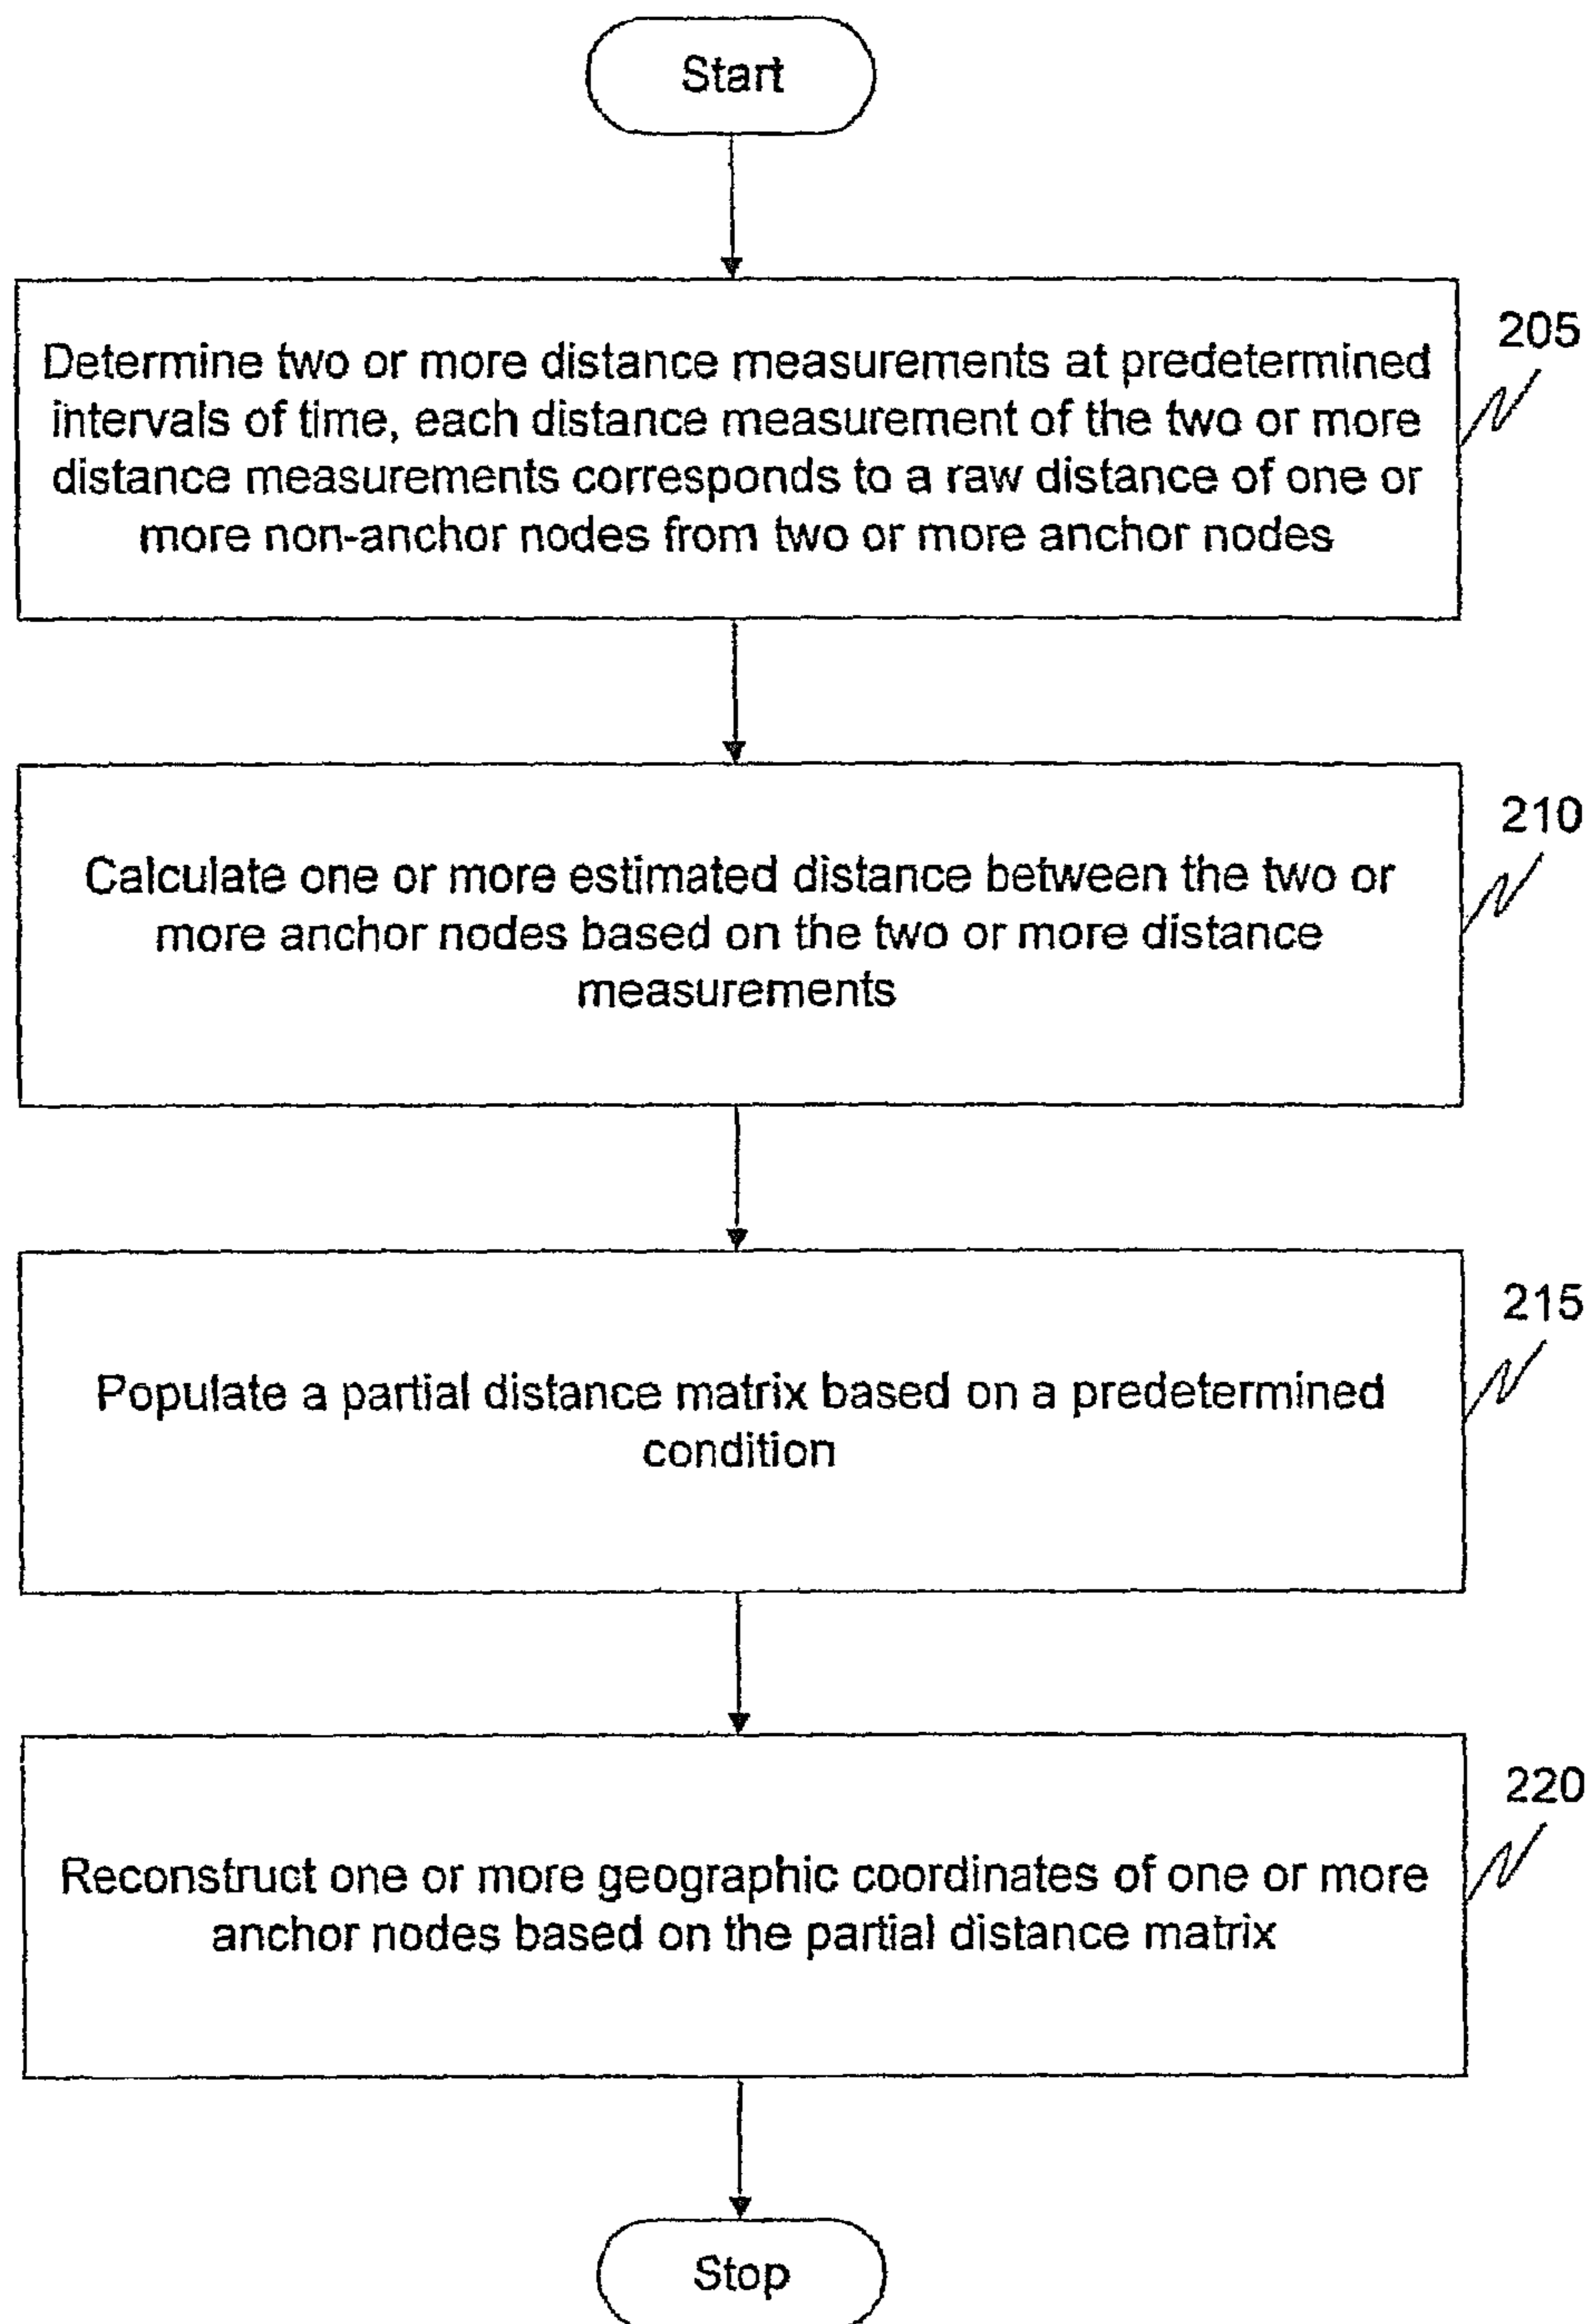 Start
205
Determine two or more distance measurements at predetermined
intervals of time, each distance measurement of the two or more
distance measurements corresponds to a raw distance of one or
more non-anchor nodes from two or more anchor nodes
210
Calculate one or more estimated distance between the two or
more anchor nodes based on the two or more distance
measurements
215
Populate a partial distance matrix based on a predetermined
condition
220
Reconstruct one or more geographic coordinates of one or more
anchor nodes based on the partial distance matrix
Stop